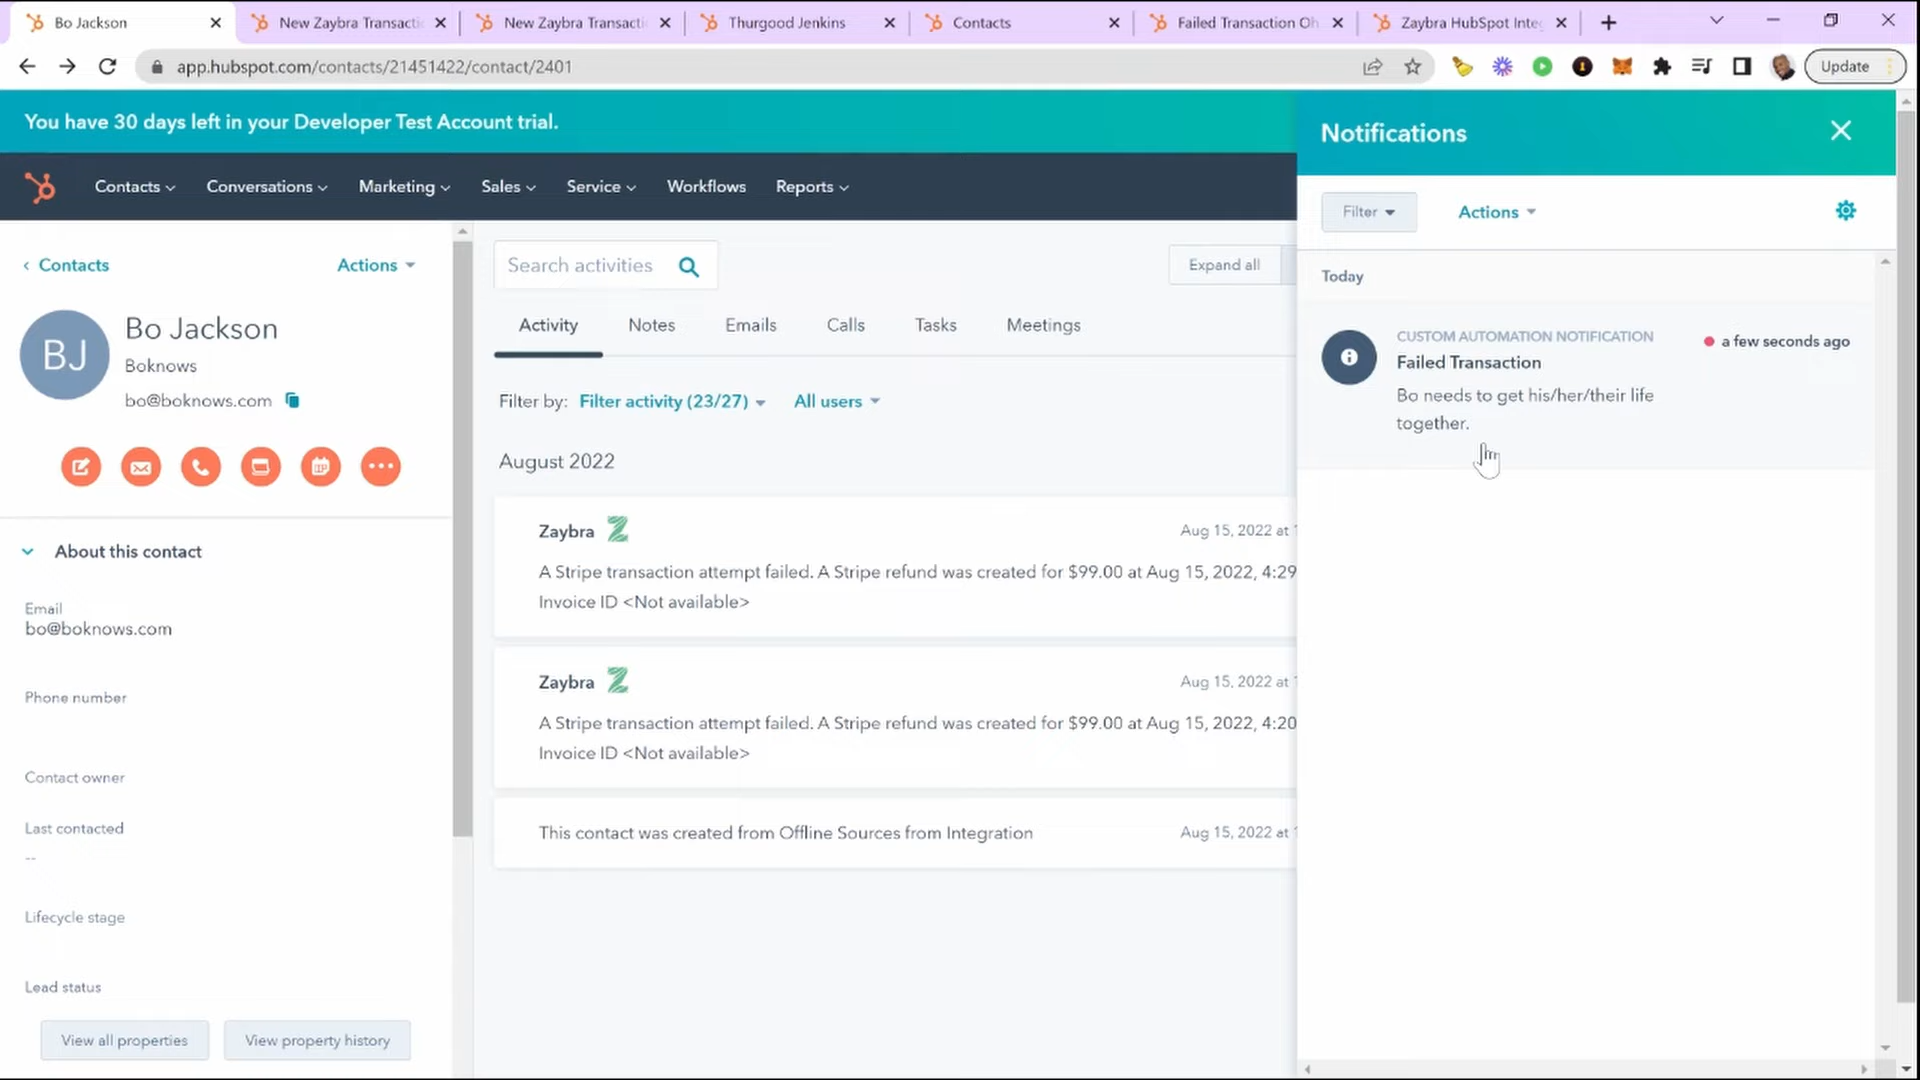 Bo Jackson
New Zaybra Transacti
New Zaybra Transacti
Thurgood Jenkins
Contacts
Failed Transaction Oh
Zaybra HubSpot Inte
app.hubspot.com/contacts/21451422/contact/2401
Update
You have 30 days left in your Developer Test Account trial.
Notifications
Contacts
Conversations
Marketing
Sales
Service
Workflows
Reports
Filter
Actions
Contacts
Actions
Search activities
Expand all
Today
BJ
Bo Jackson
Boknows
bo@boknows.com
Activity
Notes
Emails
Calls
Tasks
Meetings
CUSTOM AUTOMATION NOTIFICATION
a few seconds ago
Failed Transaction
Bo needs to get his/her/their life
together.
Filter by:
Filter activity (23/27)
All users
August 2022
Zaybra
Aug 15, 2022 at
A Stripe transaction attempt failed. A Stripe refund was created for $99.00 at Aug 15, 2022, 4:29
Invoice ID <Not available>
Zaybra
Aug 15, 2022 at
A Stripe transaction attempt failed. A Stripe refund was created for $99.00 at Aug 15, 2022, 4:20
Invoice ID <Not available>
This contact was created from Offline Sources from Integration
Aug 15, 2022 at
About this contact
Email
bo@boknows.com
Phone number
Contact owner
Last contacted
--
Lifecycle stage
Lead status
View all properties
View property history